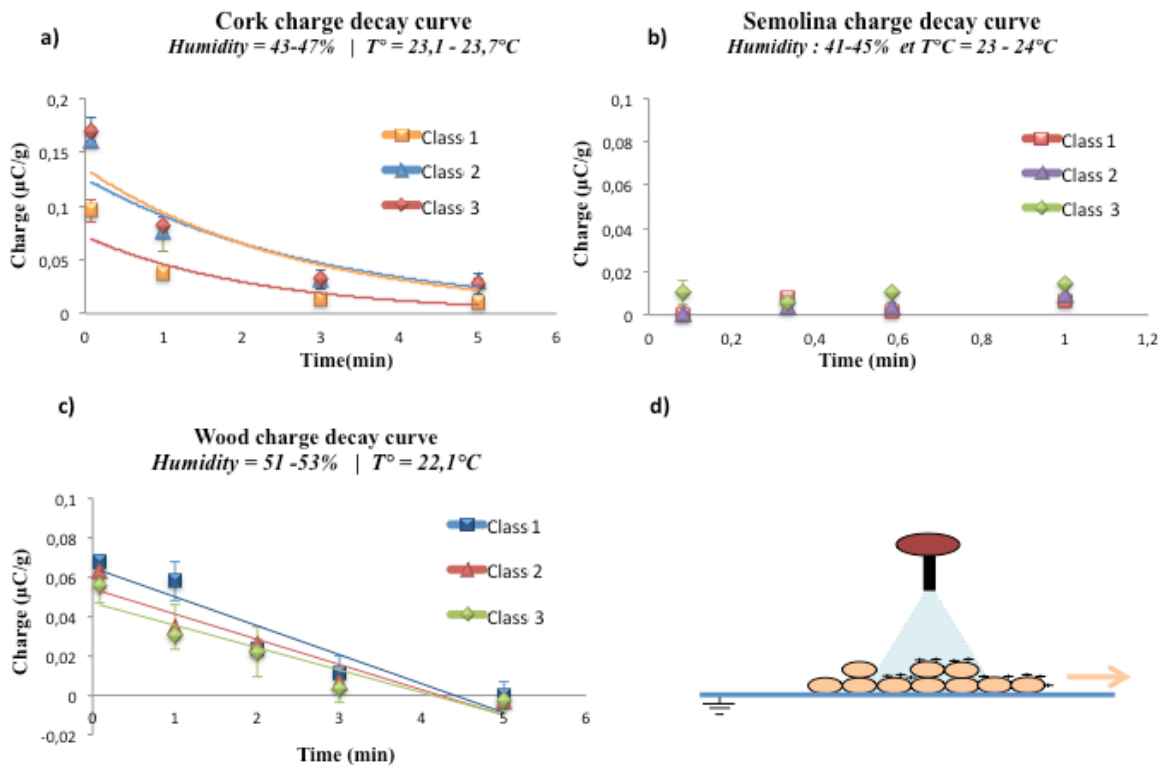 a)
Cork charge decay curve
Humidity = 43-47% | T° = 23,1 - 23,7°C
0,2
0,15
0,1
0,05
0
Charge (µC/g)
Class 1
Class 2
Class 3
0 1 2 3 4 5 6
Time(min)
b)
Semolina charge decay curve
Humidity : 41-45% et T°C = 23 - 24°C
0,1
0,08
0,06
0,04
0,02
0
Charge (µC/g)
Class 1
Class 2
Class 3
0 0,2 0,4 0,6 0,8 1 1,2
Time (min)
c)
Wood charge decay curve
Humidity = 51 -53% | T° = 22,1°C
0,1
0,08
0,06
0,04
0,02
0
-0,02
Charge (µC/g)
Class 1
Class 2
Class 3
0 1 2 3 4 5 6
Time (min)
d)